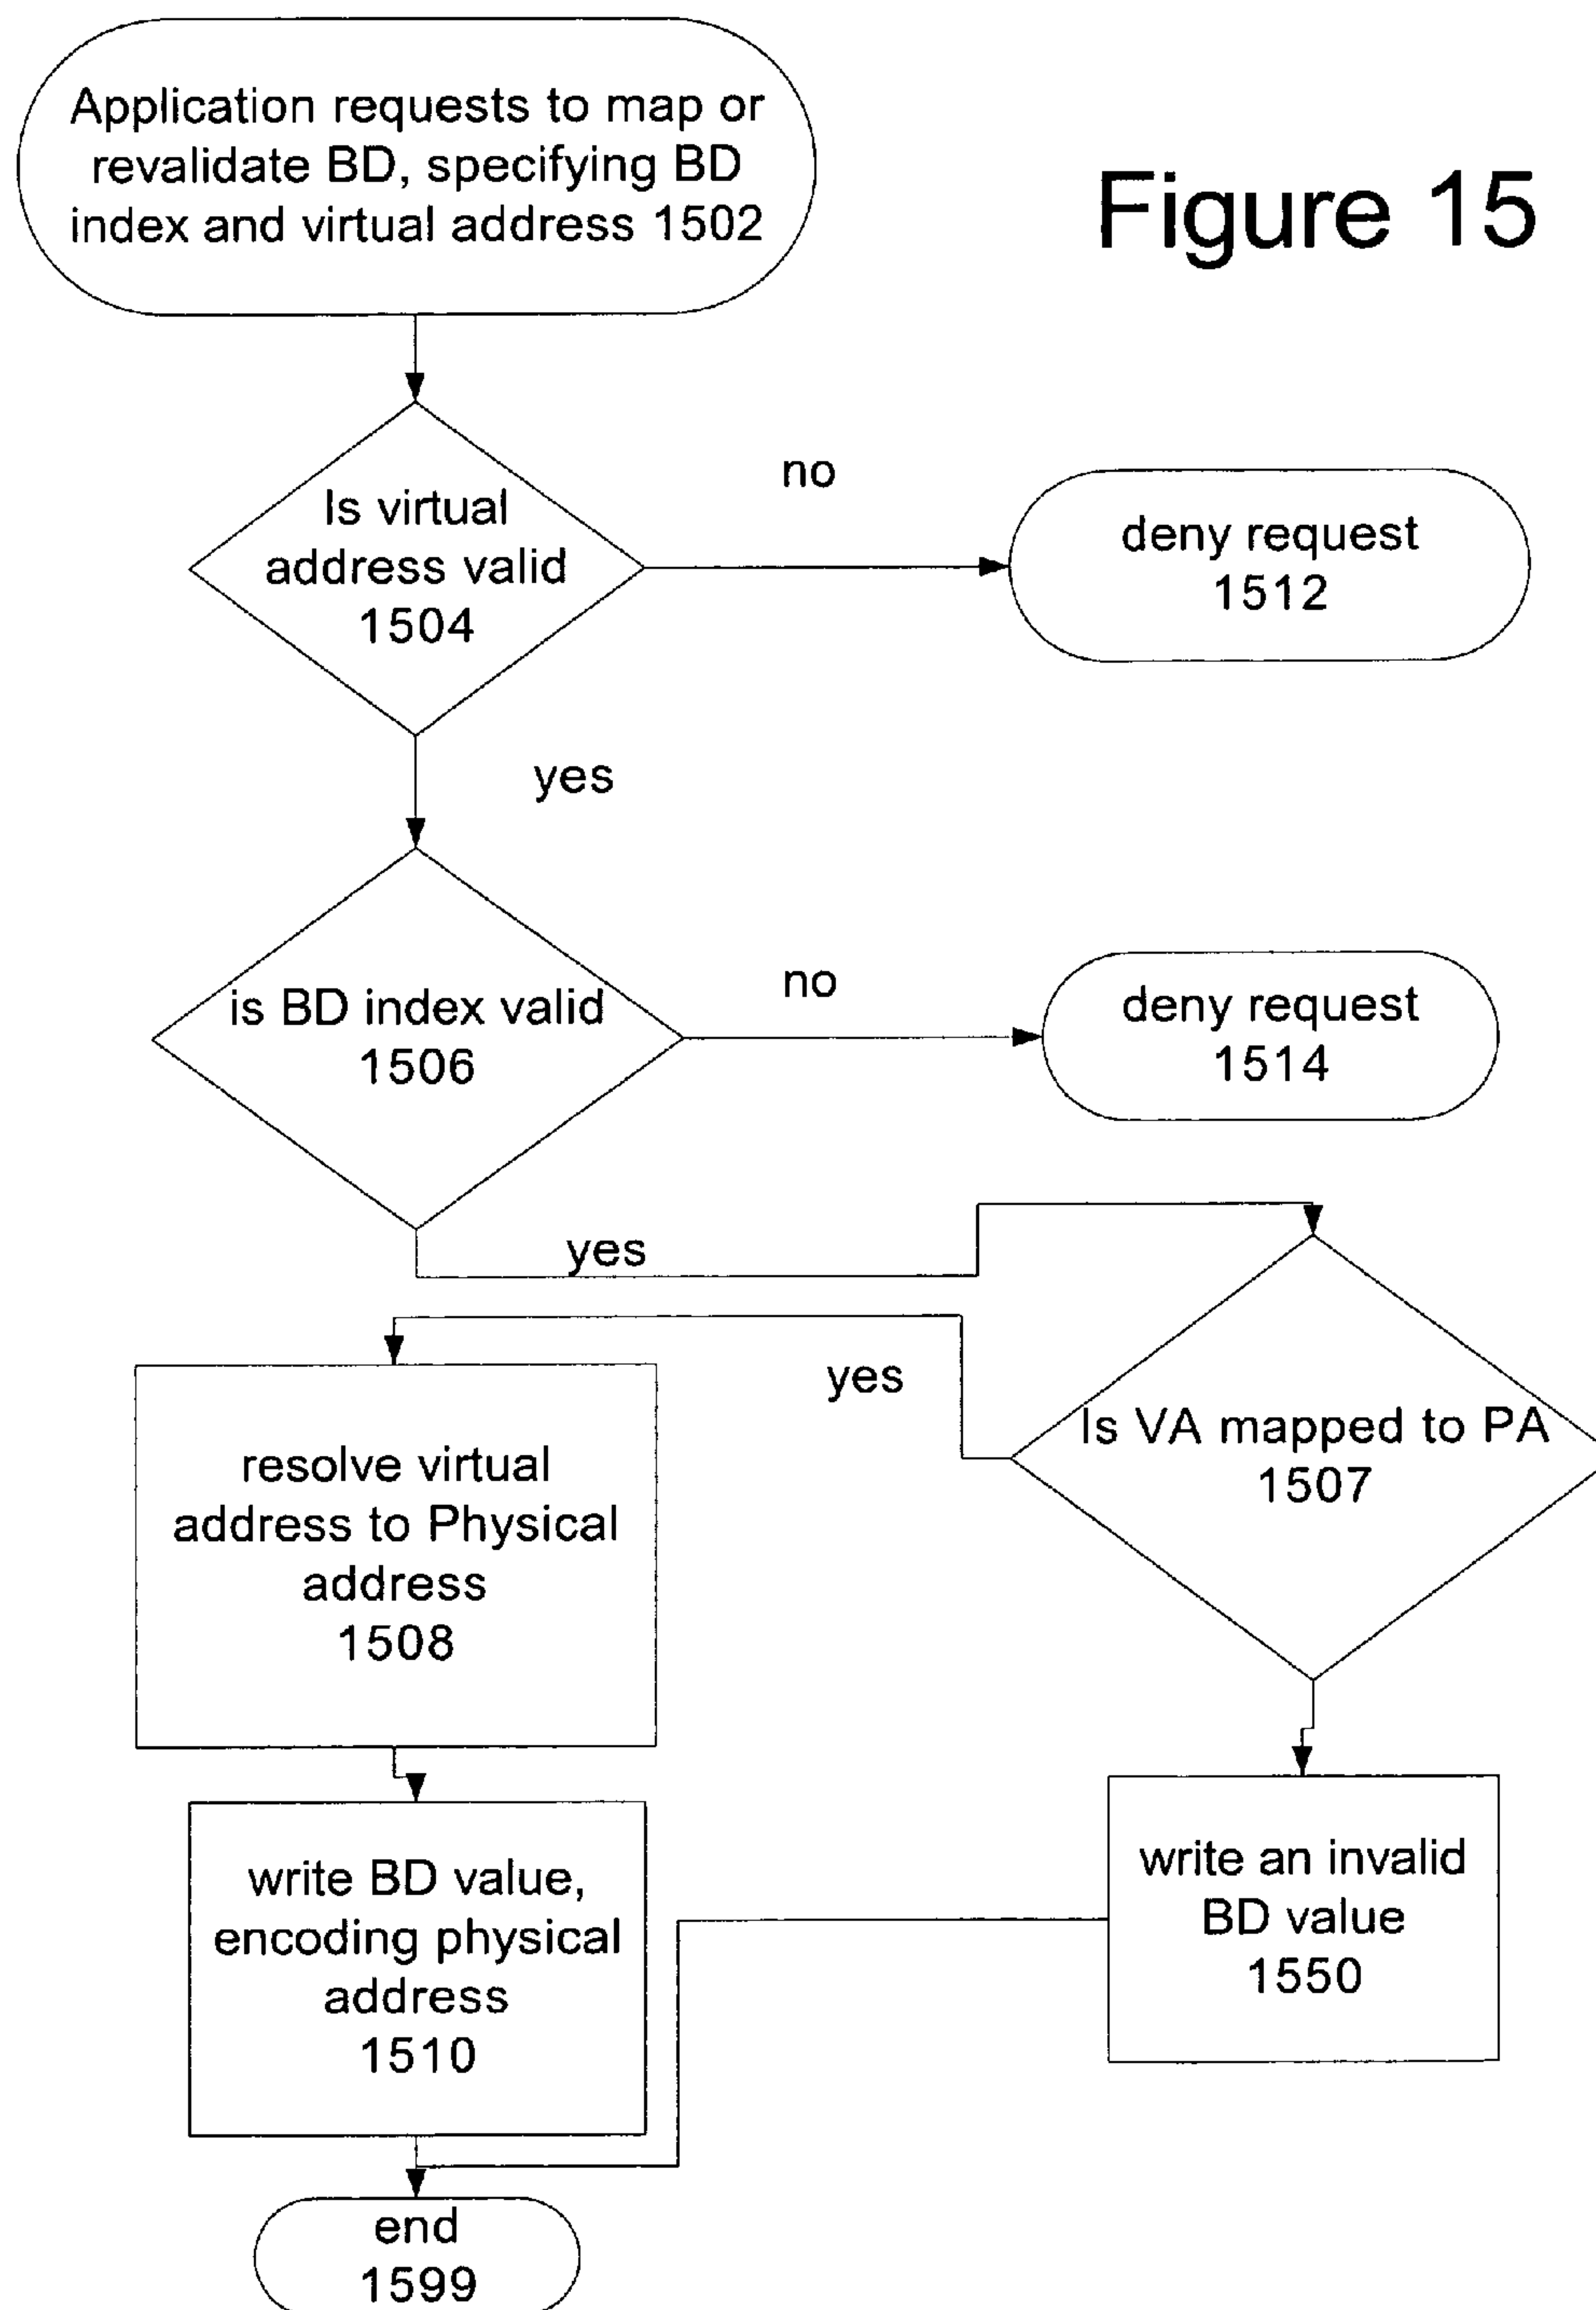 Figure 15
Application requests to map or
revalidate BD, specifying BD
index and virtual address 1502
Is virtual
address valid
1504
no
deny request
1512
yes
is BD index valid
1506
no
deny request
1514
yes
Is VA mapped to PA
1507
yes
resolve virtual
address to Physical
address
1508
write BD value,
encoding physical
address
1510
write an invalid
BD value
1550
end
1599